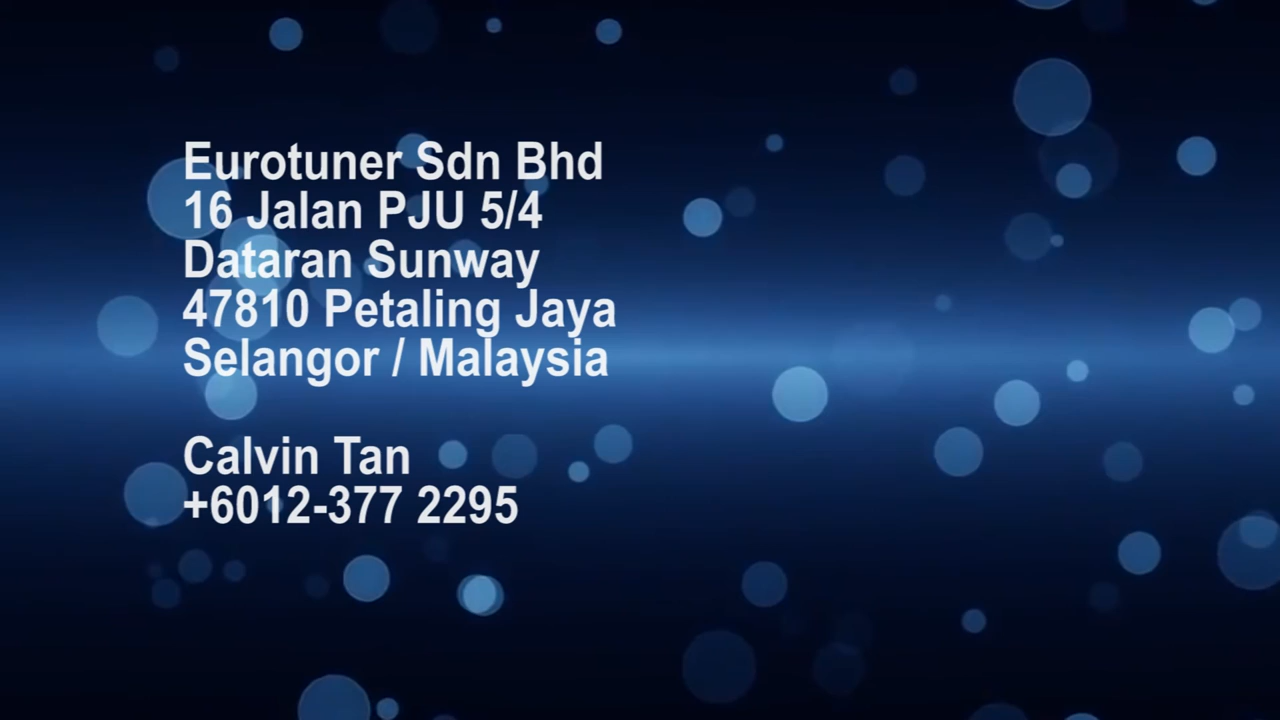 Eurotuner Sdn Bhd
16 Jalan PJU 5/4
Dataran Sunway
47810 Petaling Jaya
Selangor / Malaysia
Calvin Tan
+6012-377 2295